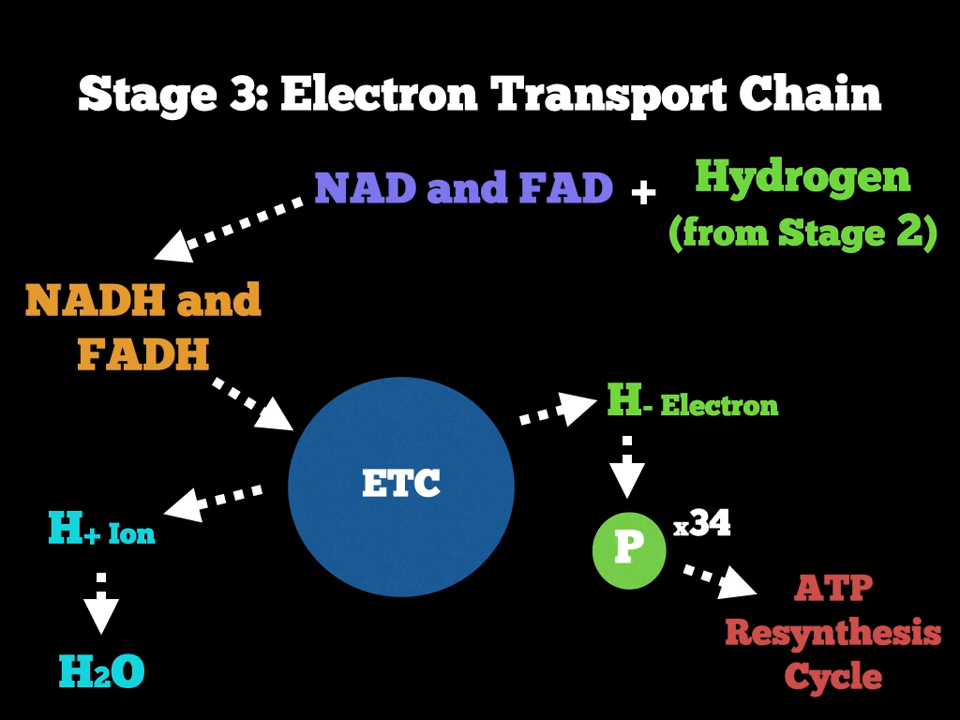 Stage 3: Electron Transport Chain
NAD and FAD + Hydrogen
(from Stage 2)
NADH and
FADH
H- Electron
ETC
H+ Ion
P x34
ATP
Resynthesis
Cycle
H2O